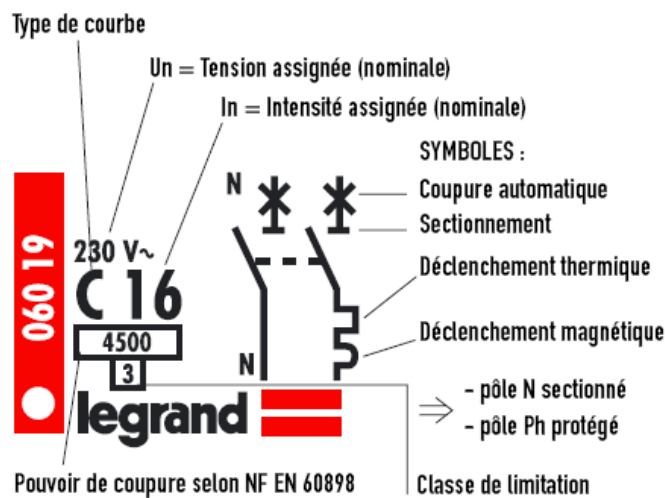 Type de courbe
Un = Tension assignée (nominale)
In = Intensité assignée (nominale)
SYMBOLES :
Coupure automatique
Sectionnement
Déclenchement thermique
Déclenchement magnétique
060 19
230 V~
C 16
4500
3
legrand
N
N
- pôle N sectionné
- pôle Ph protégé
Pouvoir de coupure selon NF EN 60898
Classe de limitation